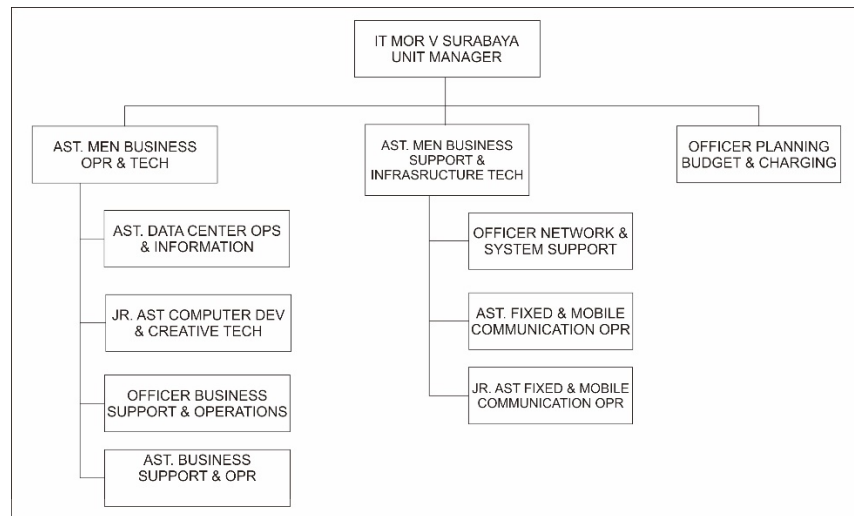 IT MOR V SURABAYA
UNIT MANAGER
AST. MEN BUSINESS
OPR & TECH
AST. MEN BUSINESS
SUPPORT &
INFRASRUCTURE TECH
OFFICER PLANNING
BUDGET & CHARGING
AST. DATA CENTER OPS
& INFORMATION
JR. AST COMPUTER DEV
& CREATIVE TECH
OFFICER BUSINESS
SUPPORT & OPERATIONS
AST. BUSINESS
SUPPORT & OPR
OFFICER NETWORK &
SYSTEM SUPPORT
AST. FIXED & MOBILE
COMMUNICATION OPR
JR. AST FIXED & MOBILE
COMMUNICATION OPR